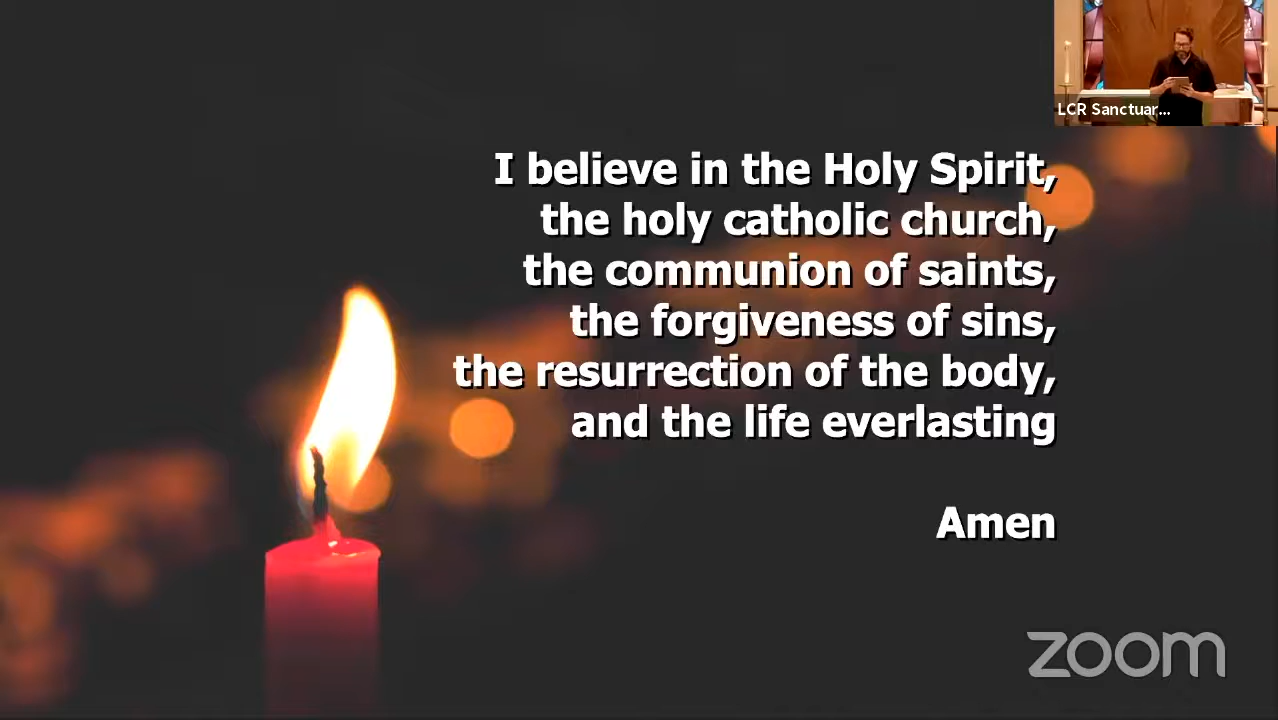 LCR Sanctuar...
I believe in the Holy Spirit,
the holy catholic church,
the communion of saints,
the forgiveness of sins,
the resurrection of the body,
and the life everlasting
Amen
zoom